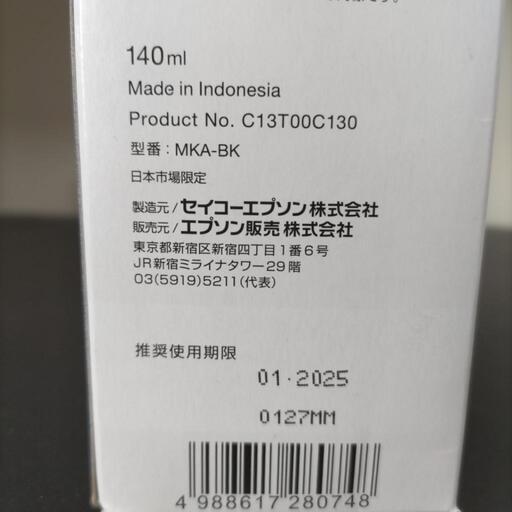 140ml
Made in Indonesia
Product No. C13T00C130
型番：MKA-BK
日本市場限定
製造元/セイコーエプソン株式会社
販売元/エプソン販売株式会社
東京都新宿区新宿四丁目1番6号
JR新宿ミライナタワー29階
03(5919)5211(代表)
推奨使用期限
01・2025
0127MM
4 988617 280748